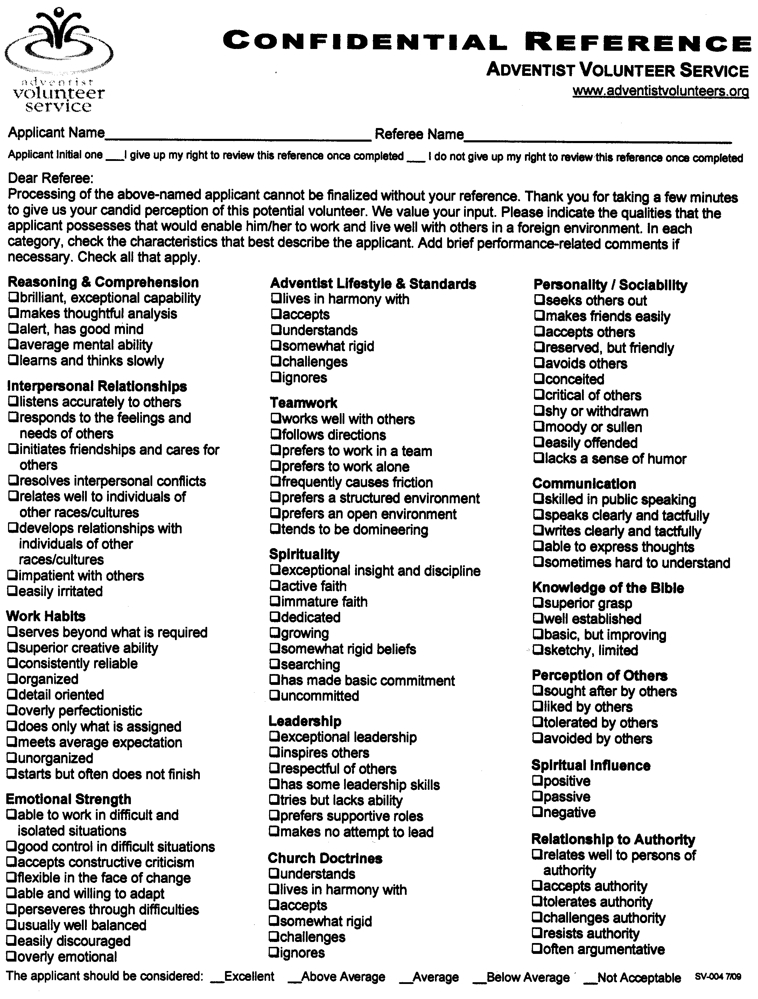 adventist
volunteer
service
CONFIDENTIAL REFERENCE
ADVENTIST VOLUNTEER SERVICE
www.adventistvolunteers.org
Applicant Name____ Referee Name____
Applicant Initial one ___I give up my right to review this reference once completed ___ I do not give up my right to review this reference once completed
Dear Referee:
Processing of the above-named applicant cannot be finalized without your reference. Thank you for taking a few minutes
to give us your candid perception of this potential volunteer. We value your input. Please indicate the qualities that the
applicant possesses that would enable him/her to work and live well with others in a foreign environment. In each
category, check the characteristics that best describe the applicant. Add brief performance-related comments if
necessary. Check all that apply.
Reasoning & Comprehension
❑brilliant, exceptional capability
❑makes thoughtful analysis
❑alert, has good mind
❑average mental ability
❑learns and thinks slowly
Interpersonal Relationships
❑listens accurately to others
❑responds to the feelings and
needs of others
❑initiates friendships and cares for
others
❑resolves interpersonal conflicts
❑relates well to individuals of
other races/cultures
❑develops relationships with
individuals of other
races/cultures
❑impatient with others
❑easily irritated
Work Habits
❑serves beyond what is required
❑superior creative ability
❑consistently reliable
❑organized
❑detail oriented
❑overly perfectionistic
❑does only what is assigned
❑meets average expectation
❑unorganized
❑starts but often does not finish
Emotional Strength
❑able to work in difficult and
isolated situations
❑good control in difficult situations
❑accepts constructive criticism
❑flexible in the face of change
❑able and willing to adapt
❑perseveres through difficulties
❑usually well balanced
❑easily discouraged
❑overly emotional
Adventist Lifestyle & Standards
❑lives in harmony with
❑accepts
❑understands
❑somewhat rigid
❑challenges
❑ignores
Teamwork
❑works well with others
❑follows directions
❑prefers to work in a team
❑prefers to work alone
❑frequently causes friction
❑prefers a structured environment
❑prefers an open environment
❑tends to be domineering
Spirituality
❑exceptional insight and discipline
❑active faith
❑immature faith
❑dedicated
❑growing
❑somewhat rigid beliefs
❑searching
❑has made basic commitment
❑uncommitted
Leadership
❑exceptional leadership
❑inspires others
❑respectful of others
❑has some leadership skills
❑tries but lacks ability
❑prefers supportive roles
❑makes no attempt to lead
Church Doctrines
❑understands
❑lives in harmony with
❑accepts
❑somewhat rigid
❑challenges
❑ignores
Personality / Sociability
❑seeks others out
❑makes friends easily
❑accepts others
❑reserved, but friendly
❑avoids others
❑conceited
❑critical of others
❑shy or withdrawn
❑moody or sullen
❑easily offended
❑lacks a sense of humor
Communication
❑skilled in public speaking
❑speaks clearly and tactfully
❑writes clearly and tactfully
❑able to express thoughts
❑sometimes hard to understand
Knowledge of the Bible
❑superior grasp
❑well established
❑basic, but improving
❑sketchy, limited
Perception of Others
❑sought after by others
❑liked by others
❑tolerated by others
❑avoided by others
Spiritual Influence
❑positive
❑passive
❑negative
Relationship to Authority
❑relates well to persons of
authority
❑accepts authority
❑tolerates authority
❑challenges authority
❑resists authority
❑often argumentative
The applicant should be considered: __Excellent __Above Average __Average __Below Average __Not Acceptable SV-004 7/09